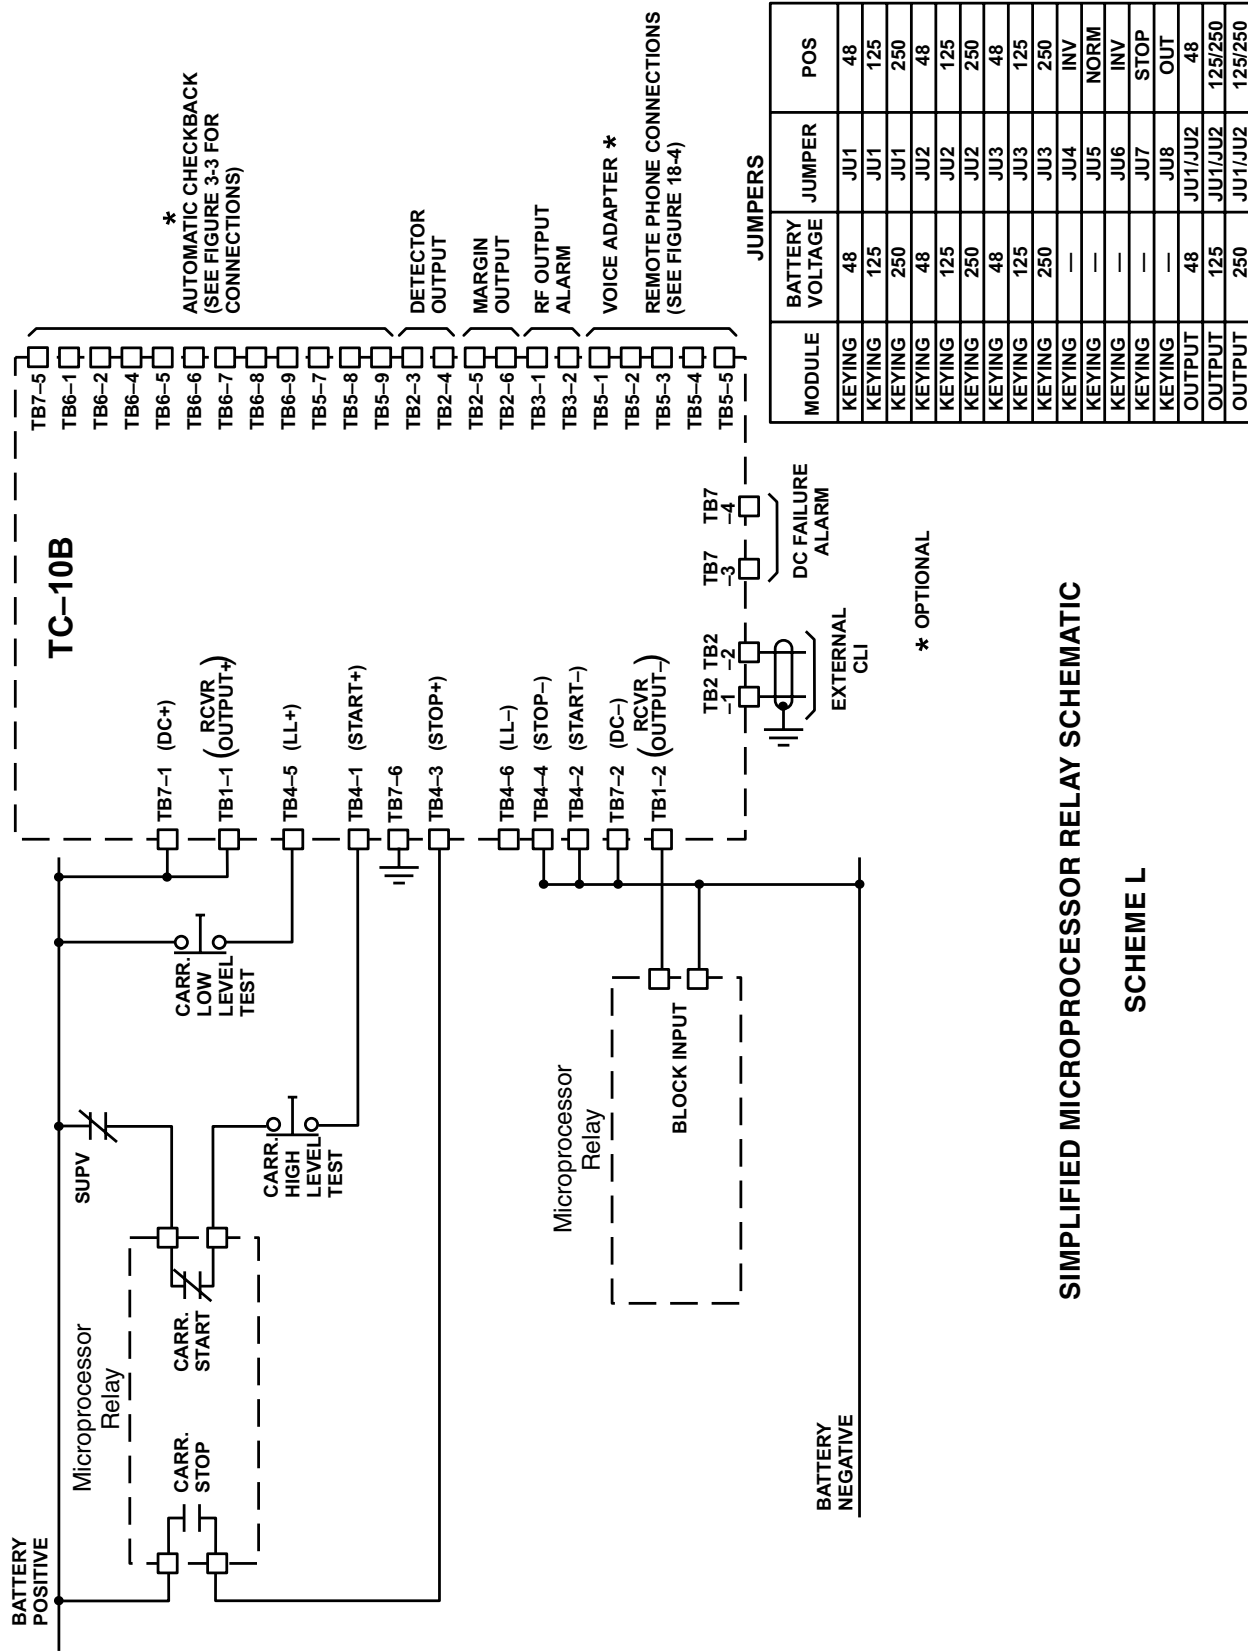 BATTERY
POSITIVE
Microprocessor
Relay
CARR.
STOP
CARR.
START
SUPV
CARR.
HIGH
LEVEL
TEST
CARR.
LOW
LEVEL
TEST
TC–10B
TB7–1 (DC+)
TB1–1 (RCVR OUTPUT+)
TB4–5 (LL+)
TB4–1 (START+)
TB7–6
TB4–3 (STOP+)
TB4–6 (LL–)
TB4–4 (STOP–)
TB4–2 (START–)
TB7–2 (DC–)
TB1–2 (RCVR OUTPUT–)
Microprocessor
Relay
BLOCK INPUT
BATTERY
NEGATIVE
TB2
–1
TB2
–2
EXTERNAL
CLI
TB7
–3
TB7
–4
DC FAILURE
ALARM
TB7–5
TB6–1
TB6–2
TB6–4
TB6–5
TB6–6
TB6–7
TB6–8
TB6–9
TB5–7
TB5–8
TB5–9
TB2–3
TB2–4
TB2–5
TB2–6
TB3–1
TB3–2
TB5–1
TB5–2
TB5–3
TB5–4
TB5–5
*
AUTOMATIC CHECKBACK
(SEE FIGURE 3-3 FOR
CONNECTIONS)
DETECTOR
OUTPUT
MARGIN
OUTPUT
RF OUTPUT
ALARM
VOICE ADAPTER *
REMOTE PHONE CONNECTIONS
(SEE FIGURE 18-4)
* OPTIONAL
JUMPERS
MODULE BATTERY VOLTAGE JUMPER POS
KEYING 48 JU1 48
KEYING 125 JU1 125
KEYING 250 JU1 250
KEYING 48 JU2 48
KEYING 125 JU2 125
KEYING 250 JU2 250
KEYING 48 JU3 48
KEYING 125 JU3 125
KEYING 250 JU3 250
KEYING — JU4 INV
KEYING — JU5 NORM
KEYING — JU6 INV
KEYING — JU7 STOP
KEYING — JU8 OUT
OUTPUT 48 JU1/JU2 48
OUTPUT 125 JU1/JU2 125/250
OUTPUT 250 JU1/JU2 125/250
SIMPLIFIED MICROPROCESSOR RELAY SCHEMATIC
SCHEME L